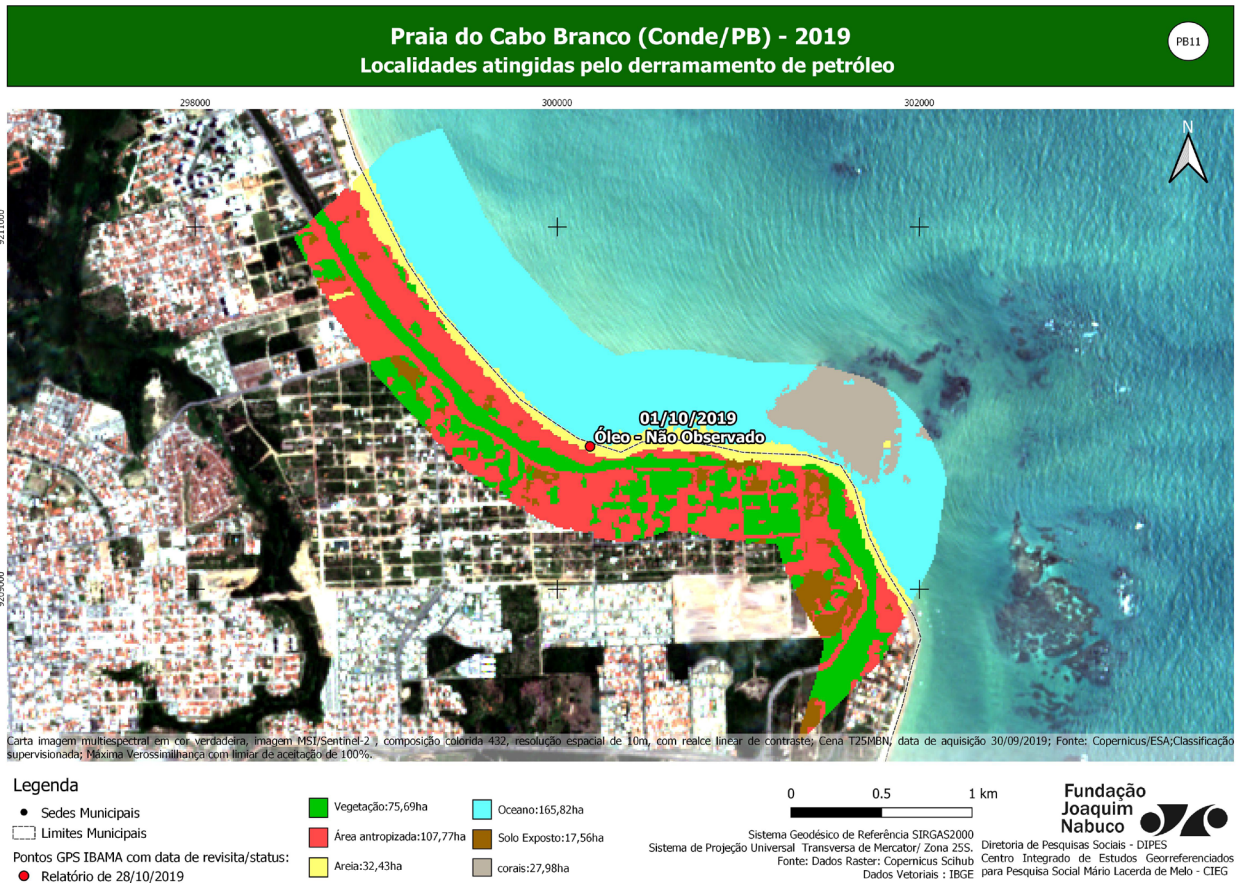 Praia do Cabo Branco (Conde/PB) - 2019
Localidades atingidas pelo derramamento de petróleo
PB11
298000
300000
302000
N
9211000
01/10/2019
Óleo - Não Observado
9209000
Carta imagem multiespectral em cor verdadeira, imagem MSI/Sentinel-2 , composição colorida 432, resolução espacial de 10m, com realce linear de contraste; Cena T25MBN, data de aquisição 30/09/2019; Fonte: Copernicus/ESA;Classificação
supervisionada; Máxima Verossimilhança com limiar de aceitação de 100%.
Legenda
Sedes Municipais
Limites Municipais
Pontos GPS IBAMA com data de revisita/status:
Relatório de 28/10/2019
Vegetação:75,69ha
Área antropizada:107,77ha
Areia:32,43ha
Oceano:165,82ha
Solo Exposto:17,56ha
corais:27,98ha
0 0.5 1 km
Sistema Geodésico de Referência SIRGAS2000
Sistema de Projeção Universal Transversa de Mercator/ Zona 25S.
Fonte: Dados Raster: Copernicus Scihub
Dados Vetoriais : IBGE
Fundação
Joaquim
Nabuco
Diretoria de Pesquisas Sociais - DIPES
Centro Integrado de Estudos Georreferenciados
para Pesquisa Social Mário Lacerda de Melo - CIEG